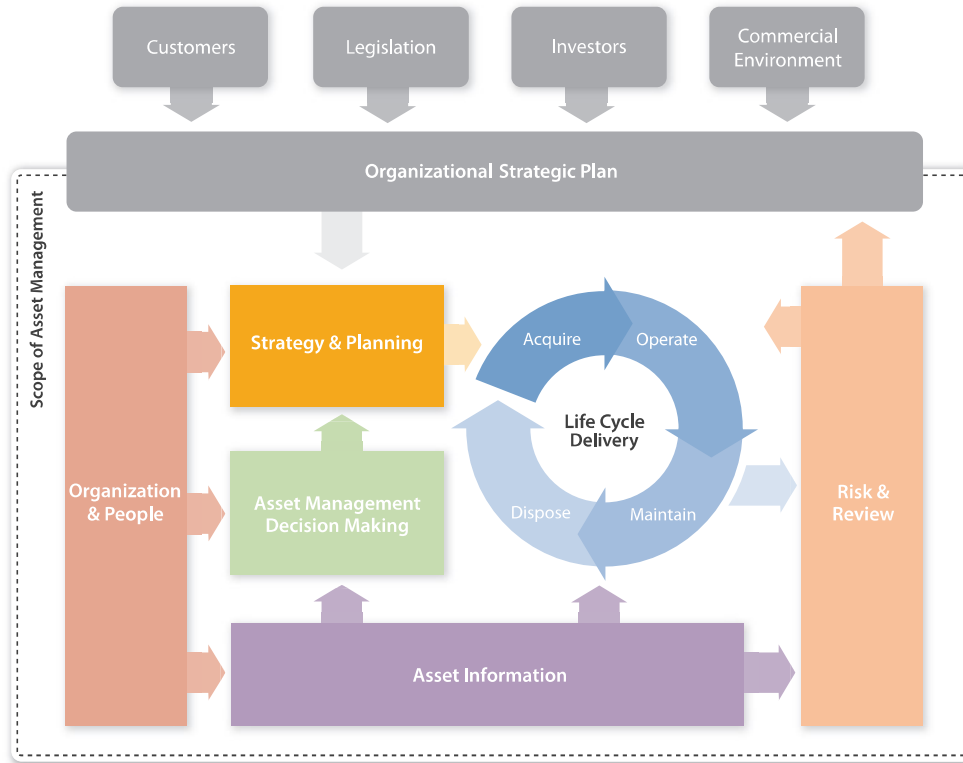 Customers
Legislation
Investors
Commercial
Environment
Organizational Strategic Plan
Scope of Asset Management
Strategy & Planning
Acquire
Operate
Life Cycle
Delivery
Organization
& People
Asset Management
Decision Making
Dispose
Maintain
Risk &
Review
Asset Information